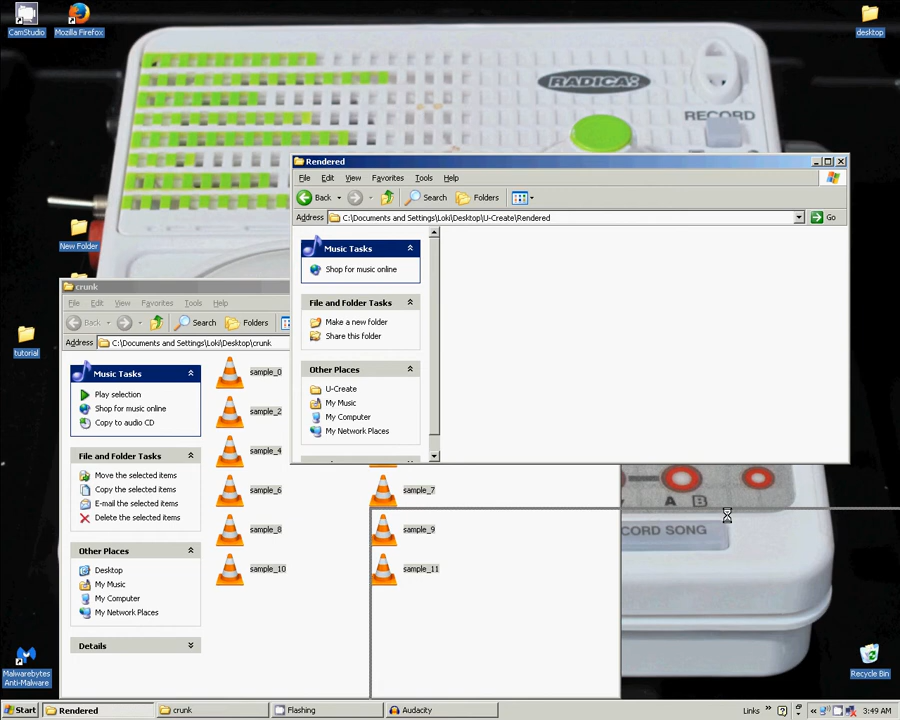 CamStudio
Mozilla Firefox
desktop
RADICA:
RECORD
Rendered
File Edit View Favorites Tools Help
Back Search Folders
Address C:\Documents and Settings\Loki\Desktop\U-Create\Rendered Go
Music Tasks
Shop for music online
File and Folder Tasks
Make a new folder
Share this folder
Other Places
U-Create
My Music
My Computer
My Network Places
New Folder
tutorial
crunk
File Edit View Favorites Tools Help
Back Search Folders
Address C:\Documents and Settings\Loki\Desktop\crunk
Music Tasks
Play selection
Shop for music online
Copy to audio CD
File and Folder Tasks
Move the selected items
Copy the selected items
E-mail the selected items
Delete the selected items
Other Places
Desktop
My Music
My Computer
My Network Places
Details
sample_0
sample_2
sample_4
sample_6 sample_7
sample_8 sample_9
sample_10 sample_11
A B
CORD SONG
Malwarebytes
Anti-Malware
Recycle Bin
Start Rendered crunk Flashing Audacity Links » « 3:49 AM